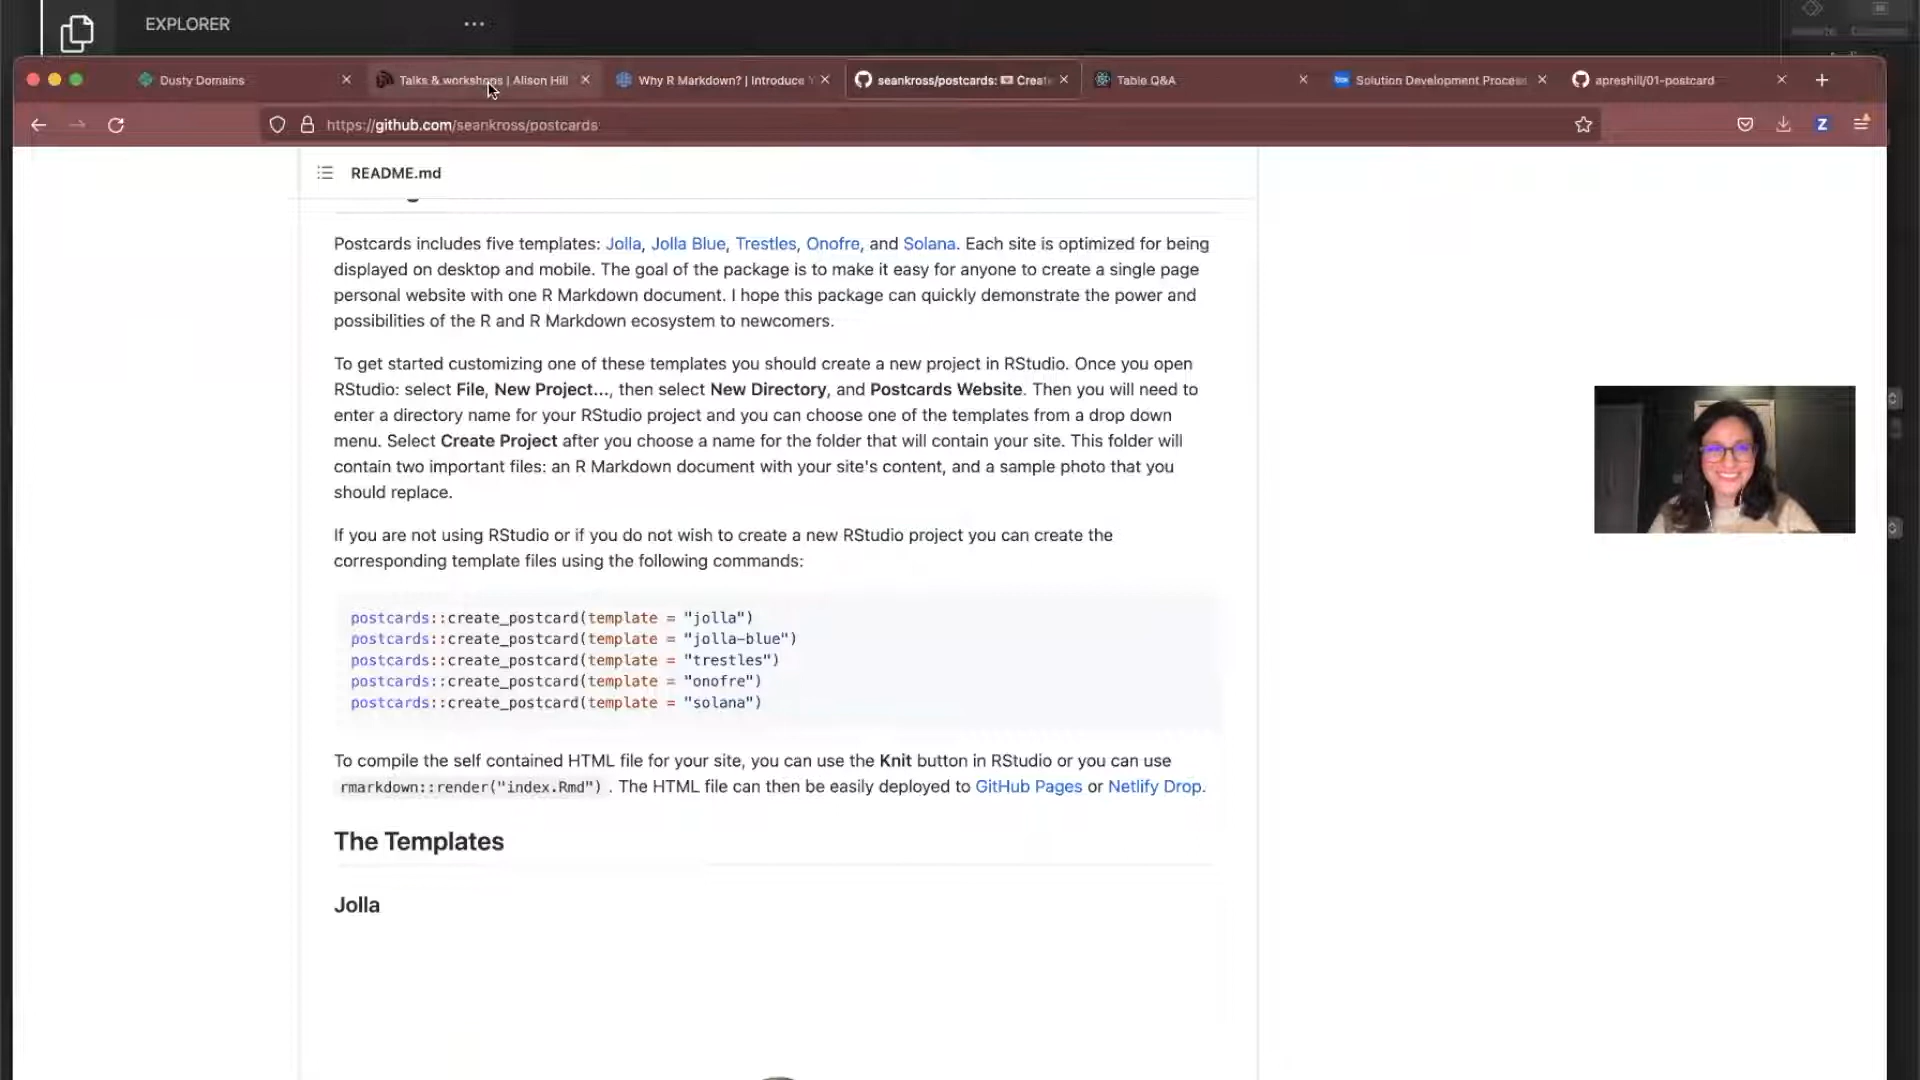 EXPLORER
Dusty Domains
Talks & workshops | Alison Hill
Why R Markdown? | Introduce
seankross/postcards: Create
Table Q&A
Solution Development Process
apreshill/01-postcard
https://github.com/seankross/postcards
Z
README.md
Postcards includes five templates: Jolla, Jolla Blue, Trestles, Onofre, and Solana. Each site is optimized for being
displayed on desktop and mobile. The goal of the package is to make it easy for anyone to create a single page
personal website with one R Markdown document. I hope this package can quickly demonstrate the power and
possibilities of the R and R Markdown ecosystem to newcomers.
To get started customizing one of these templates you should create a new project in RStudio. Once you open
RStudio: select File, New Project..., then select New Directory, and Postcards Website. Then you will need to
enter a directory name for your RStudio project and you can choose one of the templates from a drop down
menu. Select Create Project after you choose a name for the folder that will contain your site. This folder will
contain two important files: an R Markdown document with your site's content, and a sample photo that you
should replace.
If you are not using RStudio or if you do not wish to create a new RStudio project you can create the
corresponding template files using the following commands:
postcards::create_postcard(template = "jolla")
postcards::create_postcard(template = "jolla-blue")
postcards::create_postcard(template = "trestles")
postcards::create_postcard(template = "onofre")
postcards::create_postcard(template = "solana")
To compile the self contained HTML file for your site, you can use the Knit button in RStudio or you can use
rmarkdown::render("index.Rmd") . The HTML file can then be easily deployed to GitHub Pages or Netlify Drop.
The Templates
Jolla